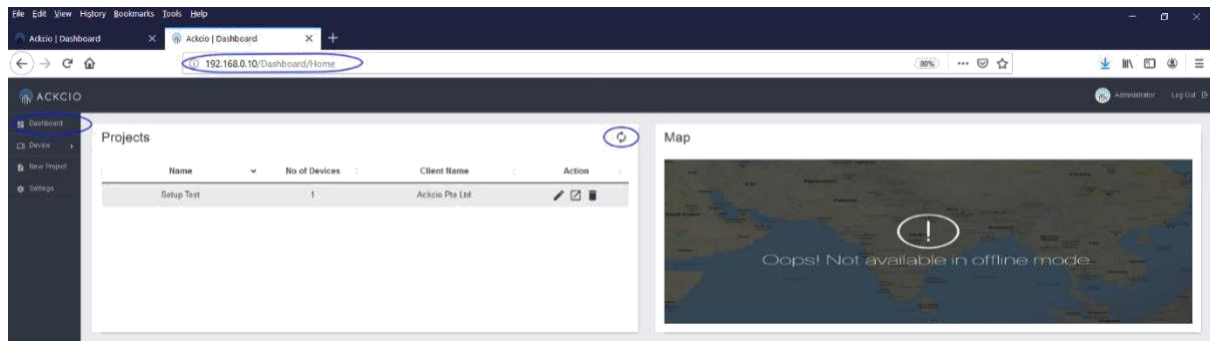 File Edit View History Bookmarks Tools Help
Ackcio | Dashboard Ackcio | Dashboard
192.168.0.10/Dashboard/Home 80%
ACKCIO Administrator Log Out
Dashboard
Device
New Project
Settings
Projects
Name No of Devices Client Name Action
Setup Test 1 Ackcio Pte Ltd
Map
Oops! Not available in offline mode